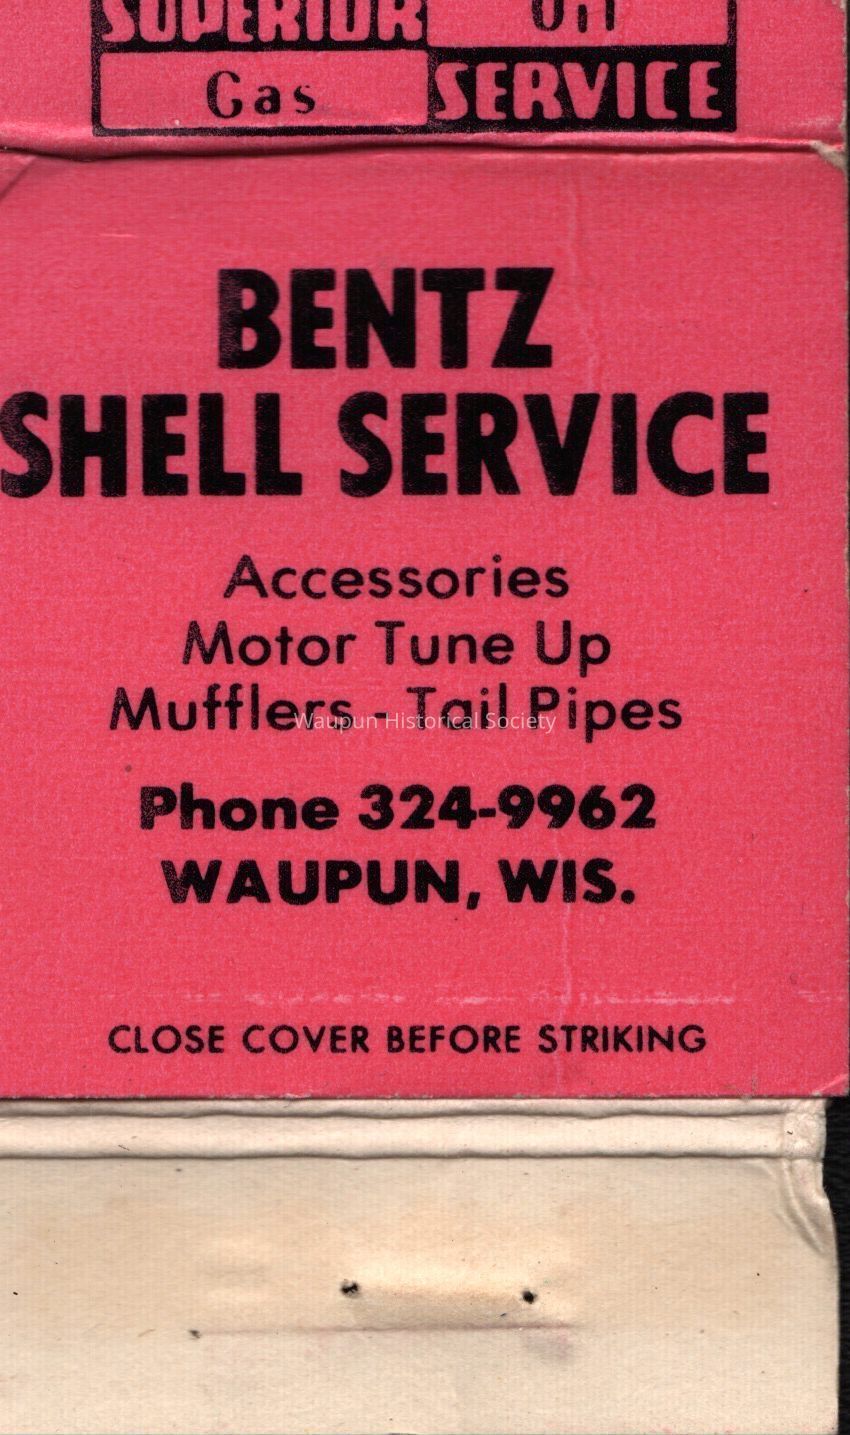 SUPERIOR Oil
Gas SERVICE
BENTZ
SHELL SERVICE
Accessories
Motor Tune Up
Mufflers - Tail Pipes
Waupun Historical Society
Phone 324-9962
WAUPUN, WIS.
CLOSE COVER BEFORE STRIKING